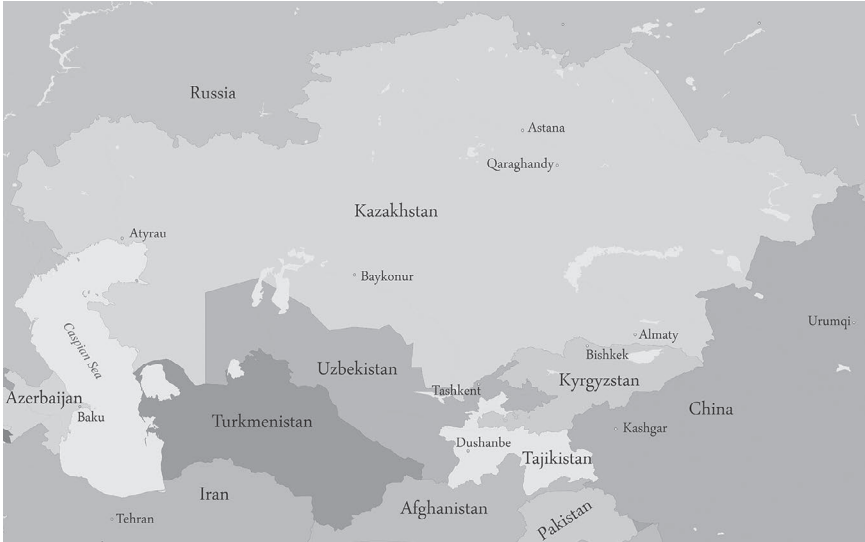 Russia
Astana
Qaraghandy
Kazakhstan
Atyrau
Baykonur
Caspian Sea
Urumqi
Almaty
Bishkek
Uzbekistan
Kyrgyzstan
Tashkent
Azerbaijan
Baku
China
Turkmenistan
Kashgar
Dushanbe
Tajikistan
Iran
Afghanistan
Pakistan
Tehran